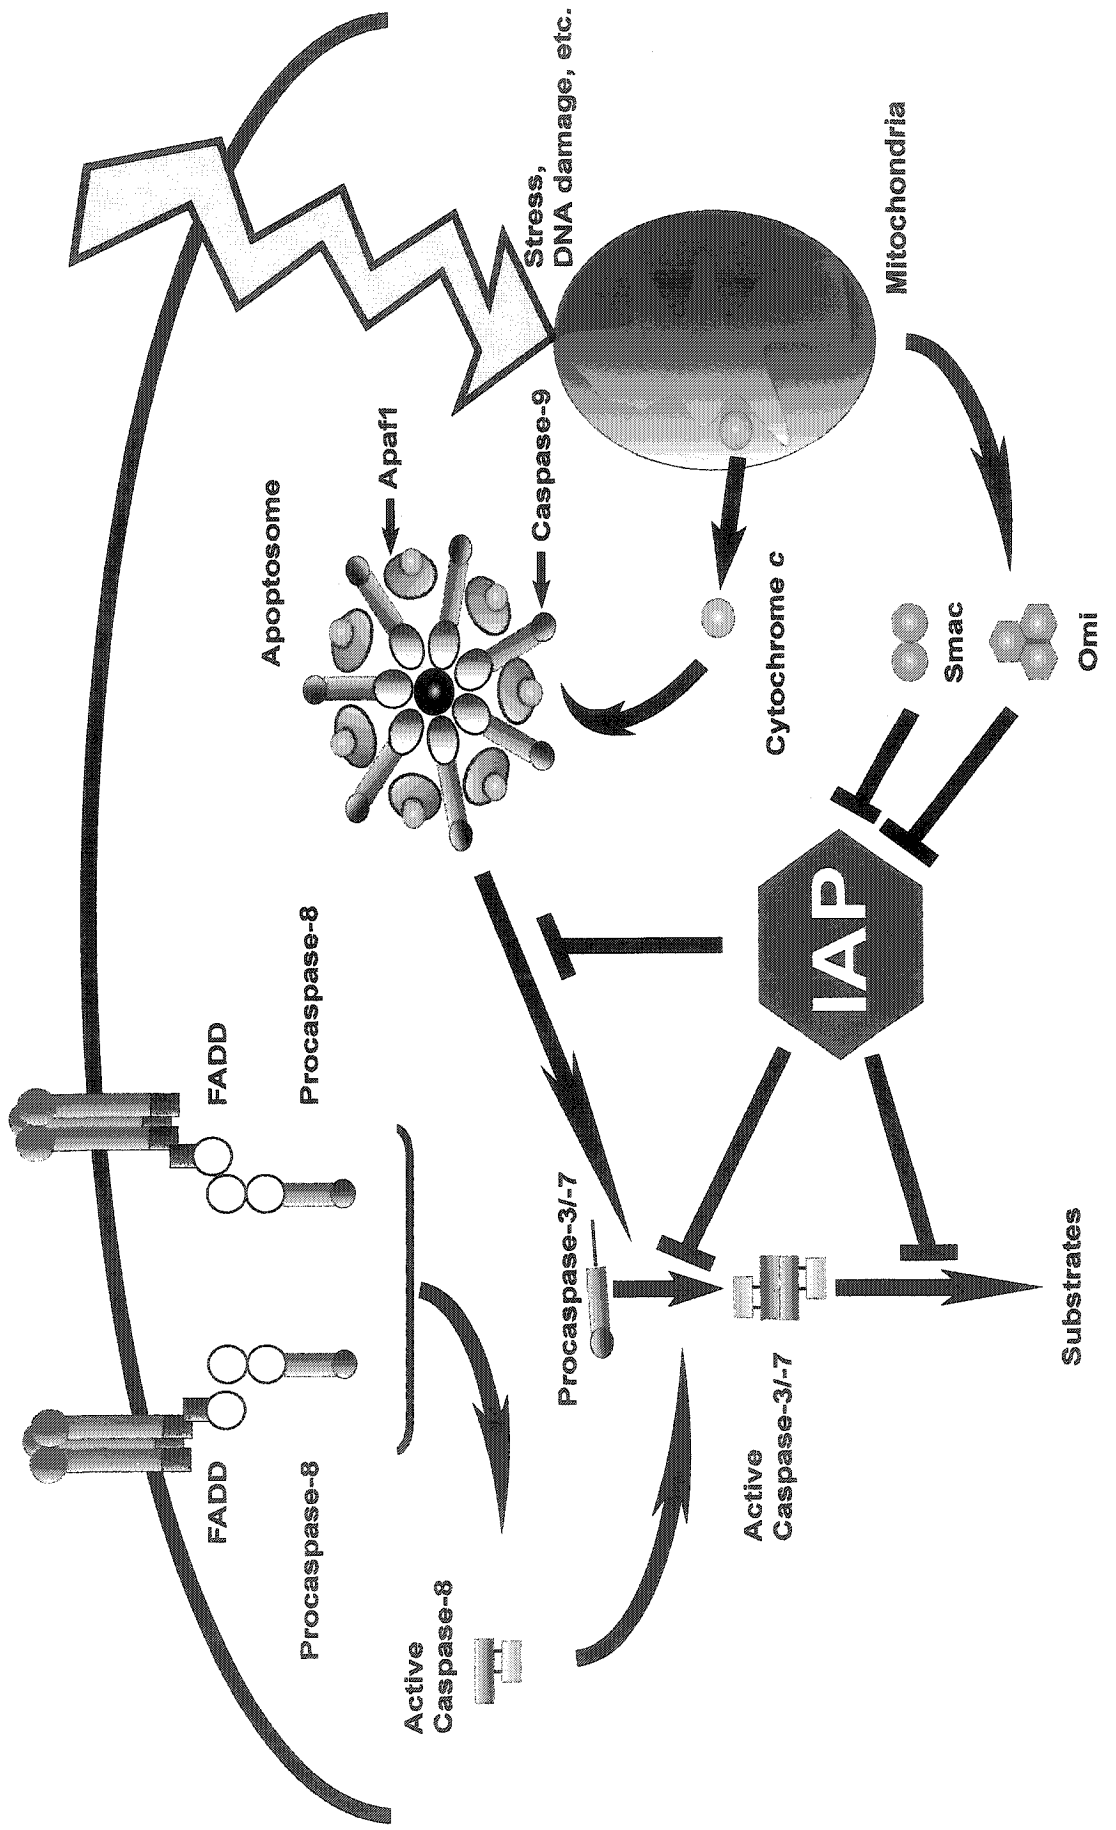 FADD
FADD
Procaspase-8
Procaspase-8
Active
Caspase-8
Apoptosome
Apaf1
Caspase-9
Stress,
DNA damage, etc.
Procaspase-3/-7
Active
Caspase-3/-7
Cytochrome c
Mitochondria
IAP
Smac
Omi
Substrates